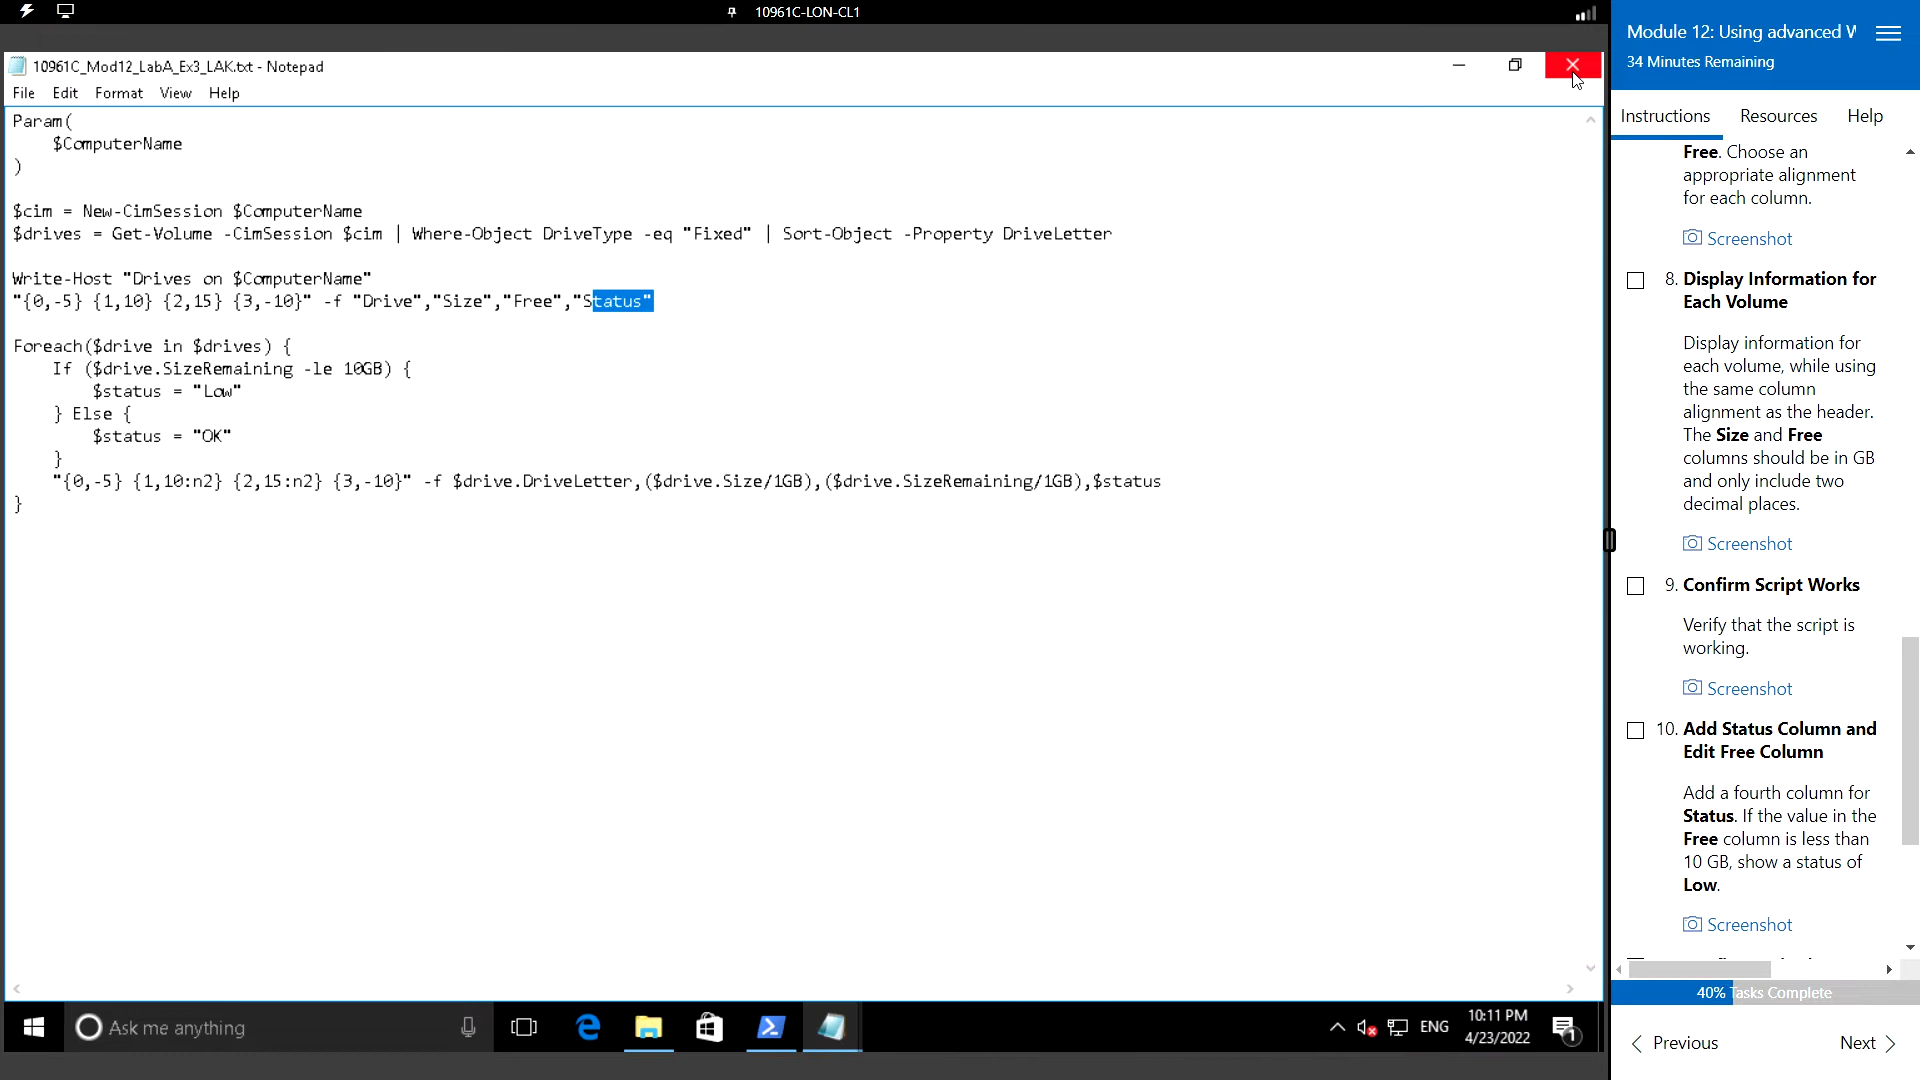 10961C-LON-CL1
10961C_Mod12_LabA_Ex3_LAK.txt - Notepad
File Edit Format View Help
Param(
    $ComputerName
)
$cim = New-CimSession $ComputerName
$drives = Get-Volume -CimSession $cim | Where-Object DriveType -eq "Fixed" | Sort-Object -Property DriveLetter
Write-Host "Drives on $ComputerName"
"{0,-5} {1,10} {2,15} {3,-10}" -f "Drive","Size","Free","Status"
Foreach($drive in $drives) {
    If ($drive.SizeRemaining -le 10GB) {
        $status = "Low"
    } Else {
        $status = "OK"
    }
    "{0,-5} {1,10:n2} {2,15:n2} {3,-10}" -f $drive.DriveLetter,($drive.Size/1GB),($drive.SizeRemaining/1GB),$status
}
Ask me anything
ENG
10:11 PM
4/23/2022
1
Module 12: Using advanced W
34 Minutes Remaining
Instructions Resources Help
Free. Choose an
appropriate alignment
for each column.
Screenshot
8. Display Information for
Each Volume
Display information for
each volume, while using
the same column
alignment as the header.
The Size and Free
columns should be in GB
and only include two
decimal places.
Screenshot
9. Confirm Script Works
Verify that the script is
working.
Screenshot
10. Add Status Column and
Edit Free Column
Add a fourth column for
Status. If the value in the
Free column is less than
10 GB, show a status of
Low.
Screenshot
40% Tasks Complete
Previous Next